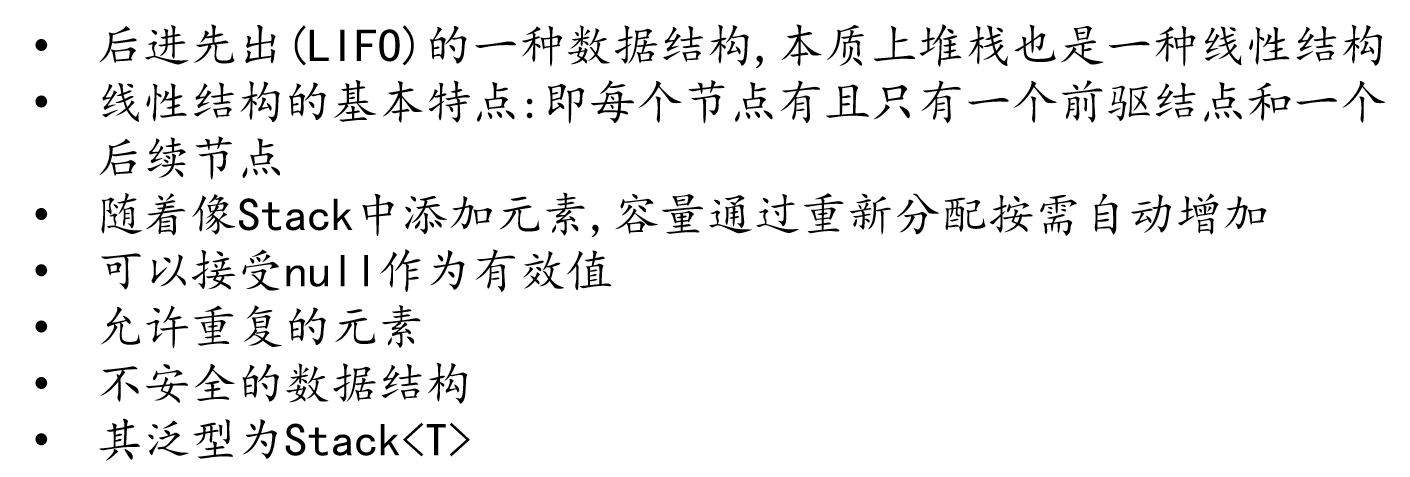 • 后进先出(LIFO)的一种数据结构,本质上堆栈也是一种线性结构
• 线性结构的基本特点:即每个节点有且只有一个前驱结点和一个
后续节点
• 随着像Stack中添加元素,容量通过重新分配按需自动增加
• 可以接受null作为有效值
• 允许重复的元素
• 不安全的数据结构
• 其泛型为Stack<T>